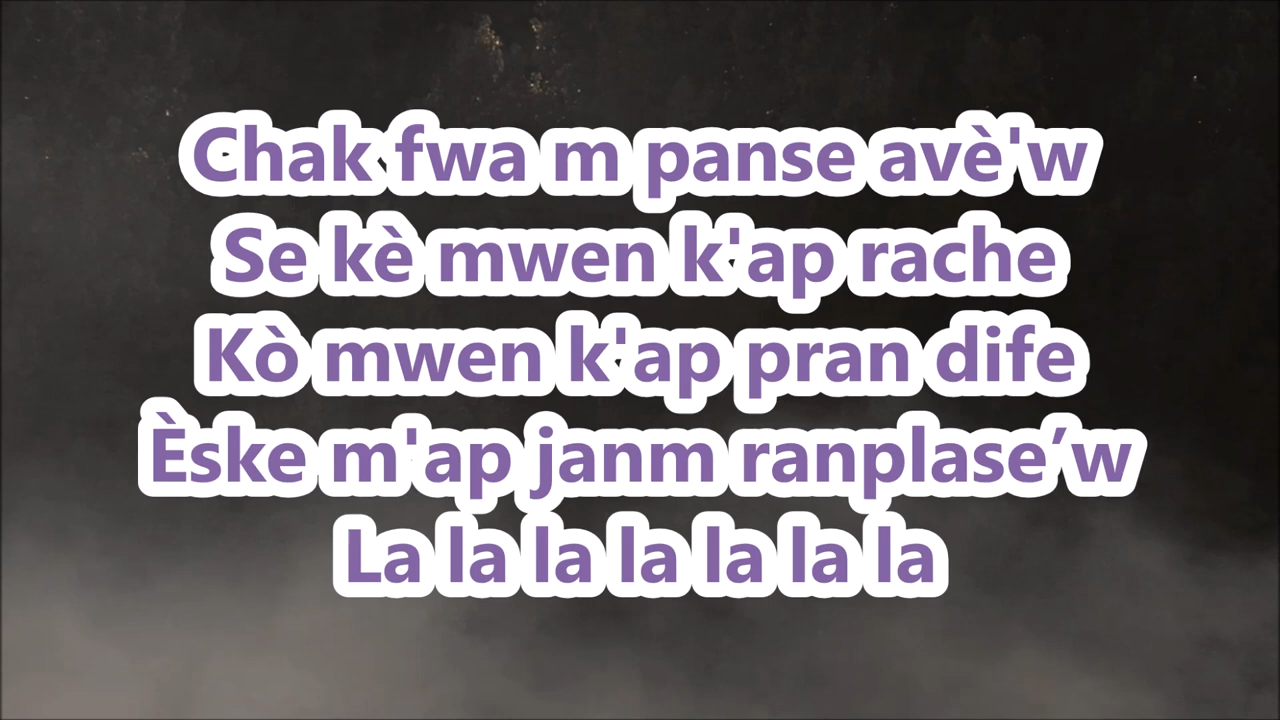 Chak fwa m panse avè'w
Se kè mwen k'ap rache
Kò mwen k'ap pran dife
Èske m'ap janm ranplase’w
La la la la la la la